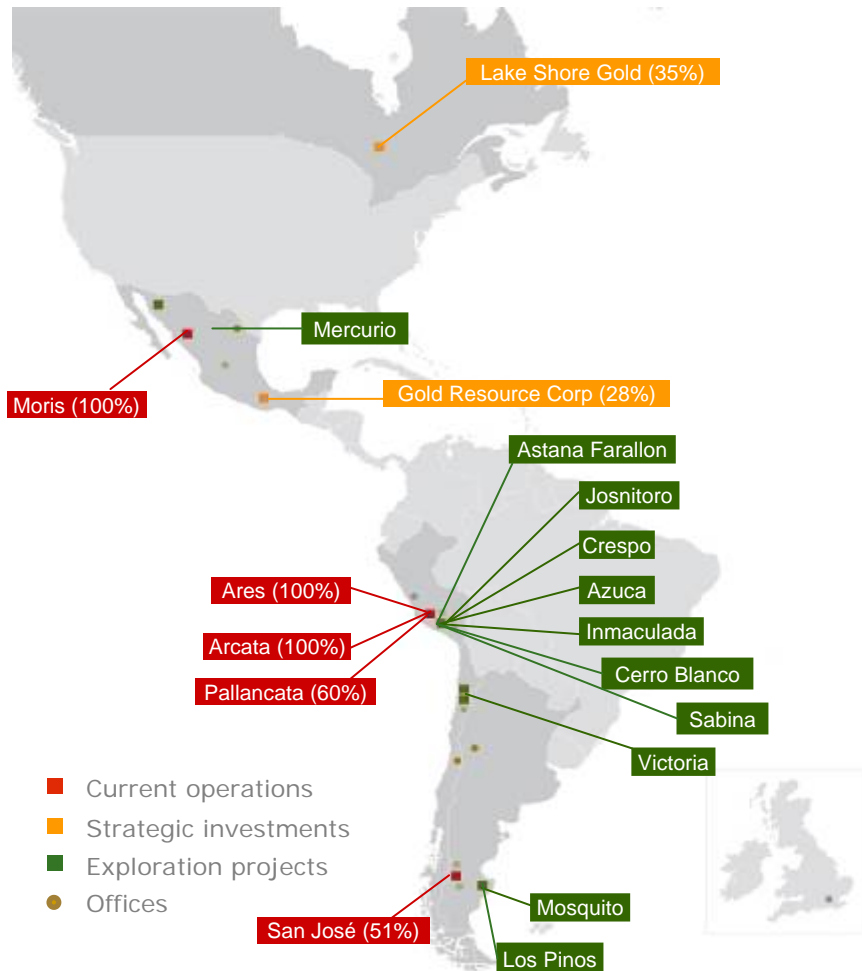 Lake Shore Gold (35%)
Mercurio
Moris (100%)
Gold Resource Corp (28%)
Astana Farallon
Josnitoro
Crespo
Ares (100%)
Azuca
Inmaculada
Arcata (100%)
Cerro Blanco
Pallancata (60%)
Sabina
Victoria
Current operations
Strategic investments
Exploration projects
Offices
Mosquito
San José (51%)
Los Pinos